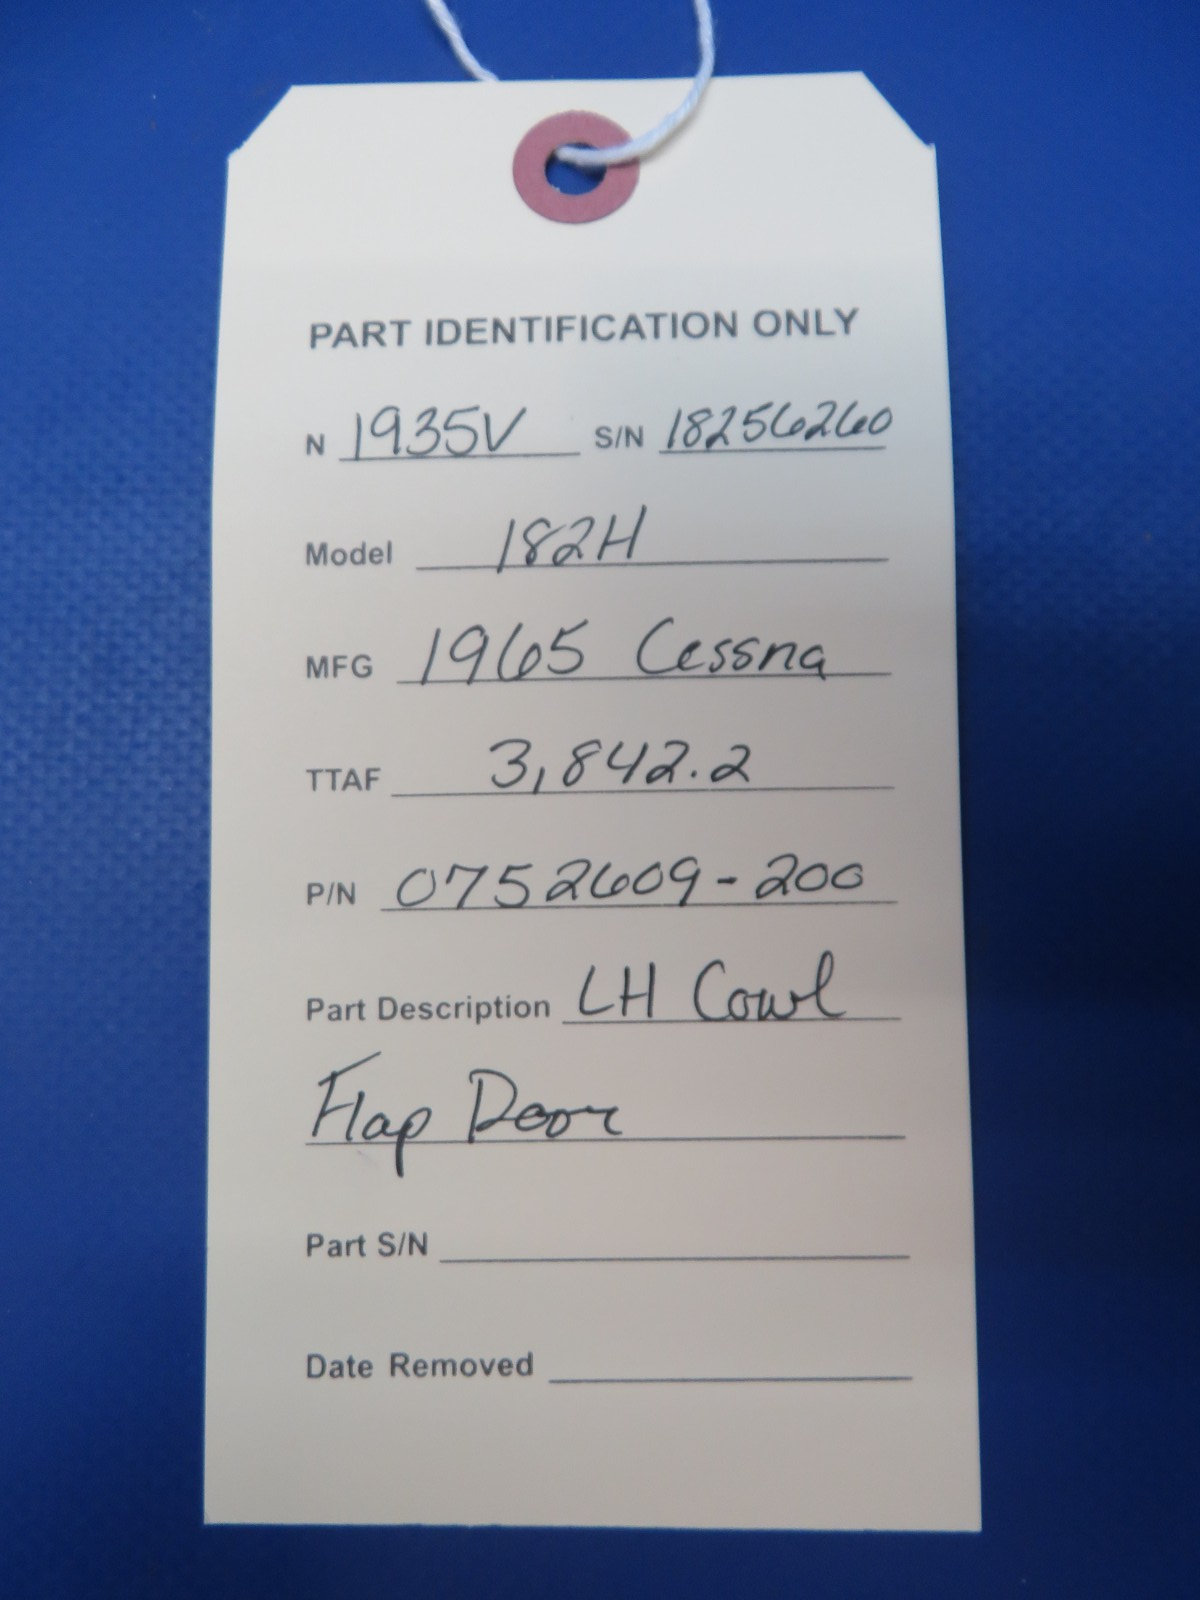 PART IDENTIFICATION ONLY
N 1935V S/N 18256260
Model 182H
MFG 1965 Cessna
TTAF 3,842.2
P/N 0752609-200
Part Description LH Cowl
Flap Door
Part S/N
Date Removed